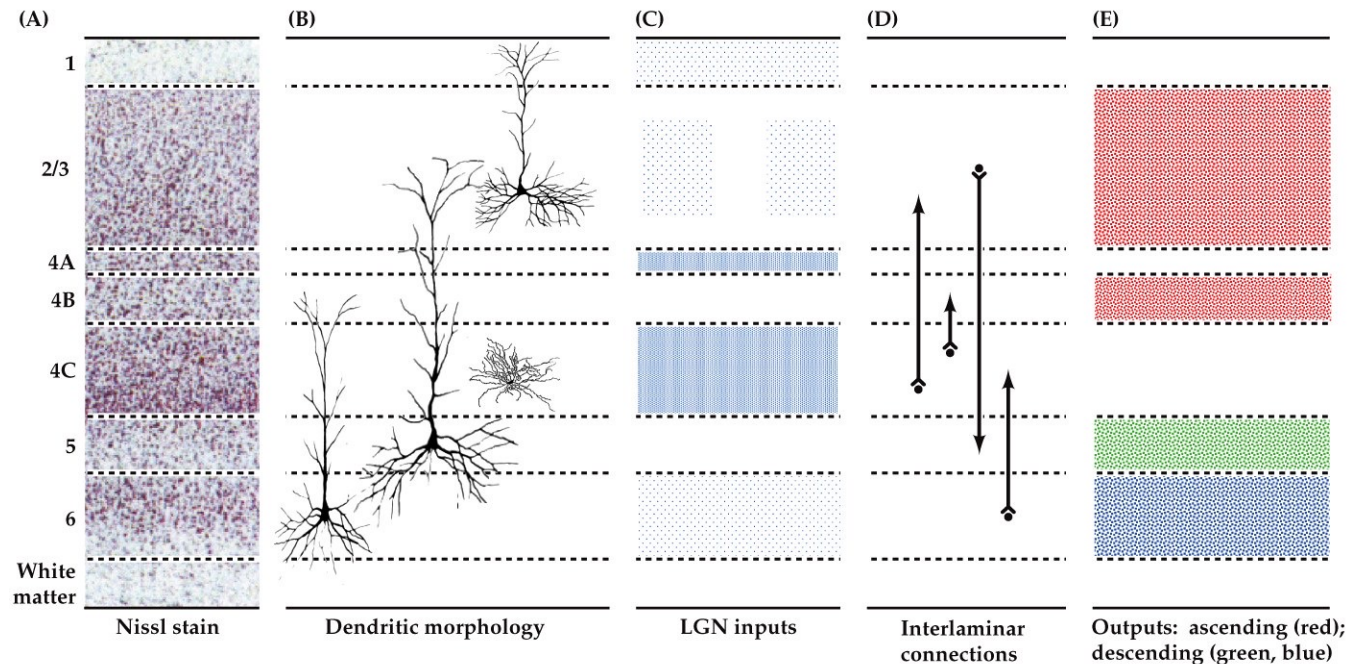 (A)
(B)
(C)
(D)
(E)
1
2/3
4A
4B
4C
5
6
White
matter
Nissl stain
Dendritic morphology
LGN inputs
Interlaminar
connections
Outputs: ascending (red);
descending (green, blue)